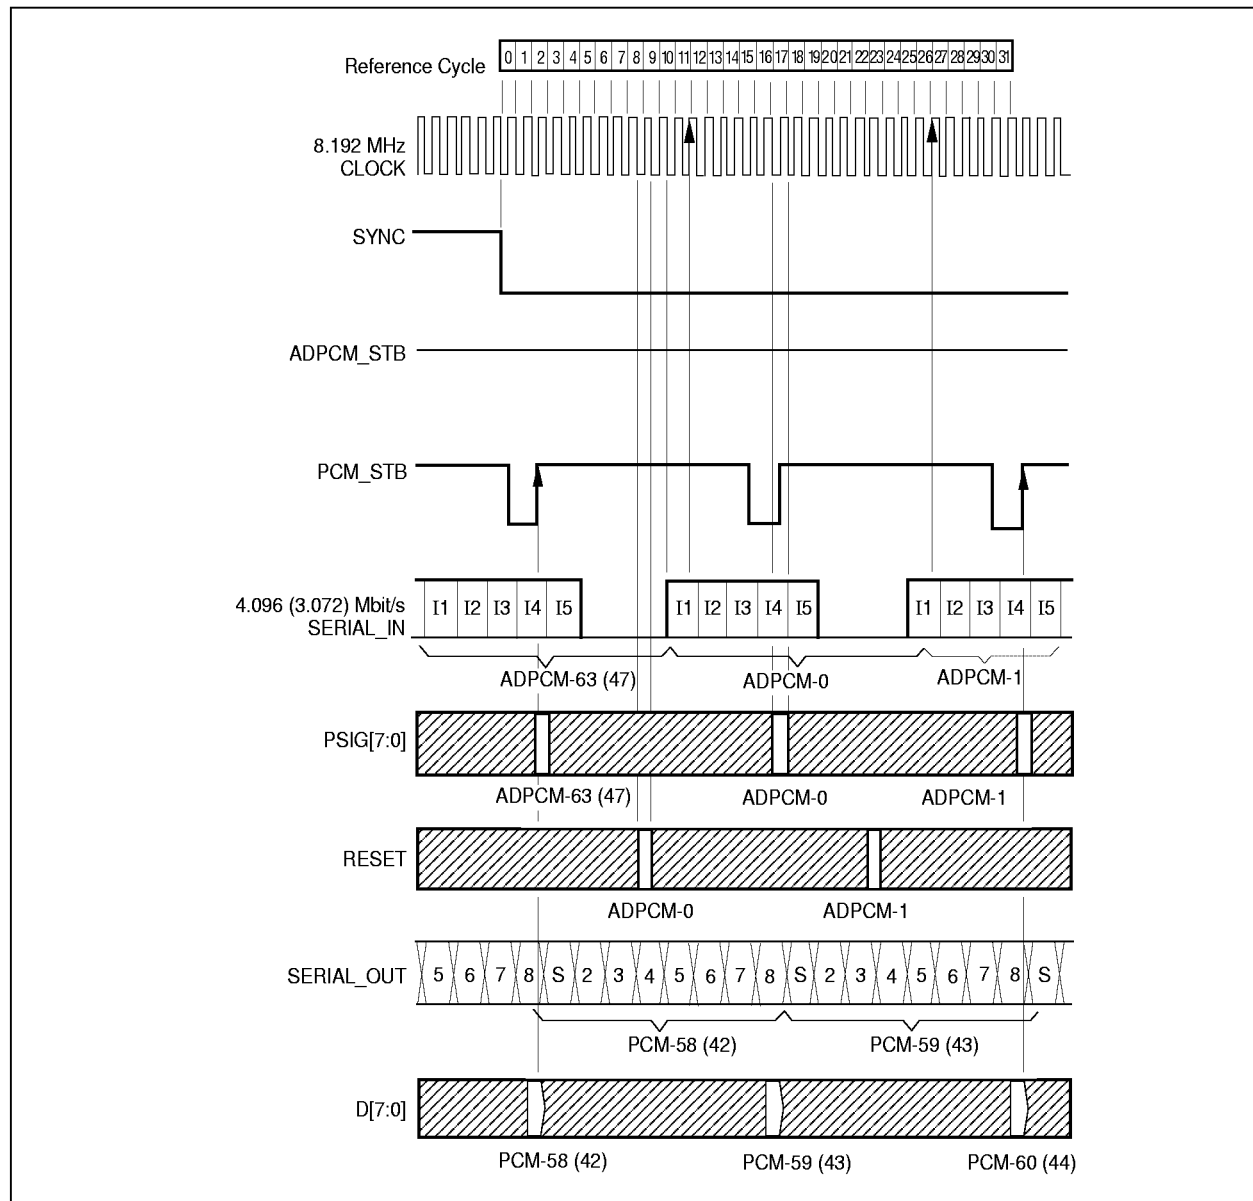 Reference Cycle 0 1 2 3 4 5 6 7 8 9 10 11 12 13 14 15 16 17 18 19 20 21 22 23 24 25 26 27 28 29 30 31
8.192 MHz
CLOCK
SYNC
ADPCM_STB
PCM_STB
4.096 (3.072) Mbit/s
SERIAL_IN
I1 I2 I3 I4 I5 I1 I2 I3 I4 I5 I1 I2 I3 I4 I5
ADPCM-63 (47) ADPCM-0 ADPCM-1
PSIG[7:0]
ADPCM-63 (47) ADPCM-0 ADPCM-1
RESET
ADPCM-0 ADPCM-1
SERIAL_OUT 5 6 7 8 S 2 3 4 5 6 7 8 S 2 3 4 5 6 7 8 S
PCM-58 (42) PCM-59 (43)
D[7:0]
PCM-58 (42) PCM-59 (43) PCM-60 (44)